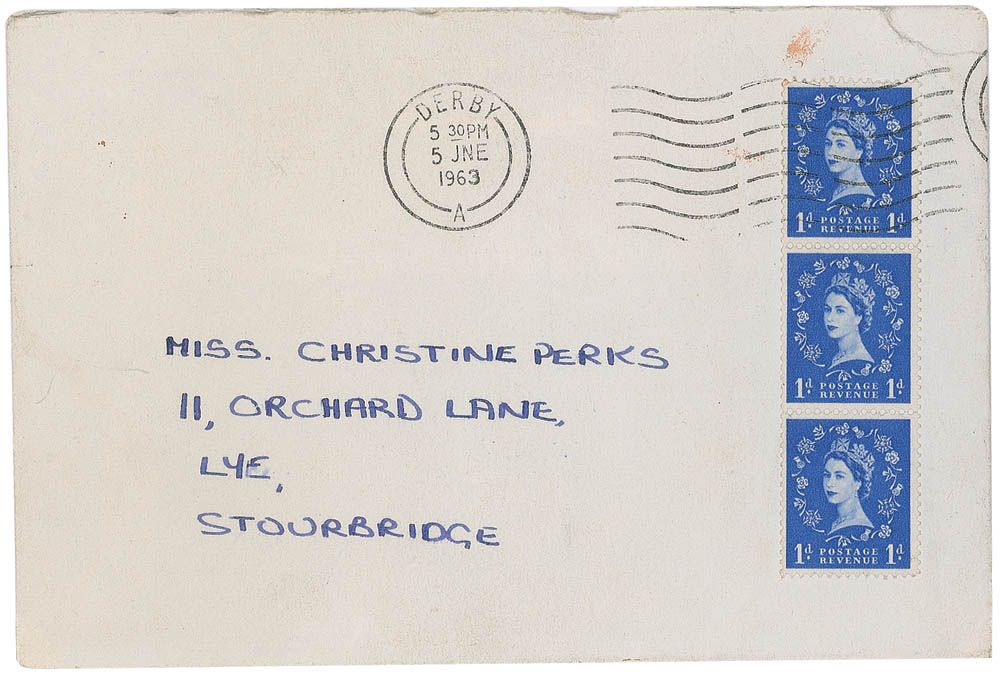 DERBY
5 30PM
5 JNE
1963
A
1d. POSTAGE REVENUE 1d.
1d. POSTAGE REVENUE 1d.
1d. POSTAGE REVENUE 1d.
MISS. CHRISTINE PERKS
11, ORCHARD LANE,
LYE,
STOURBRIDGE